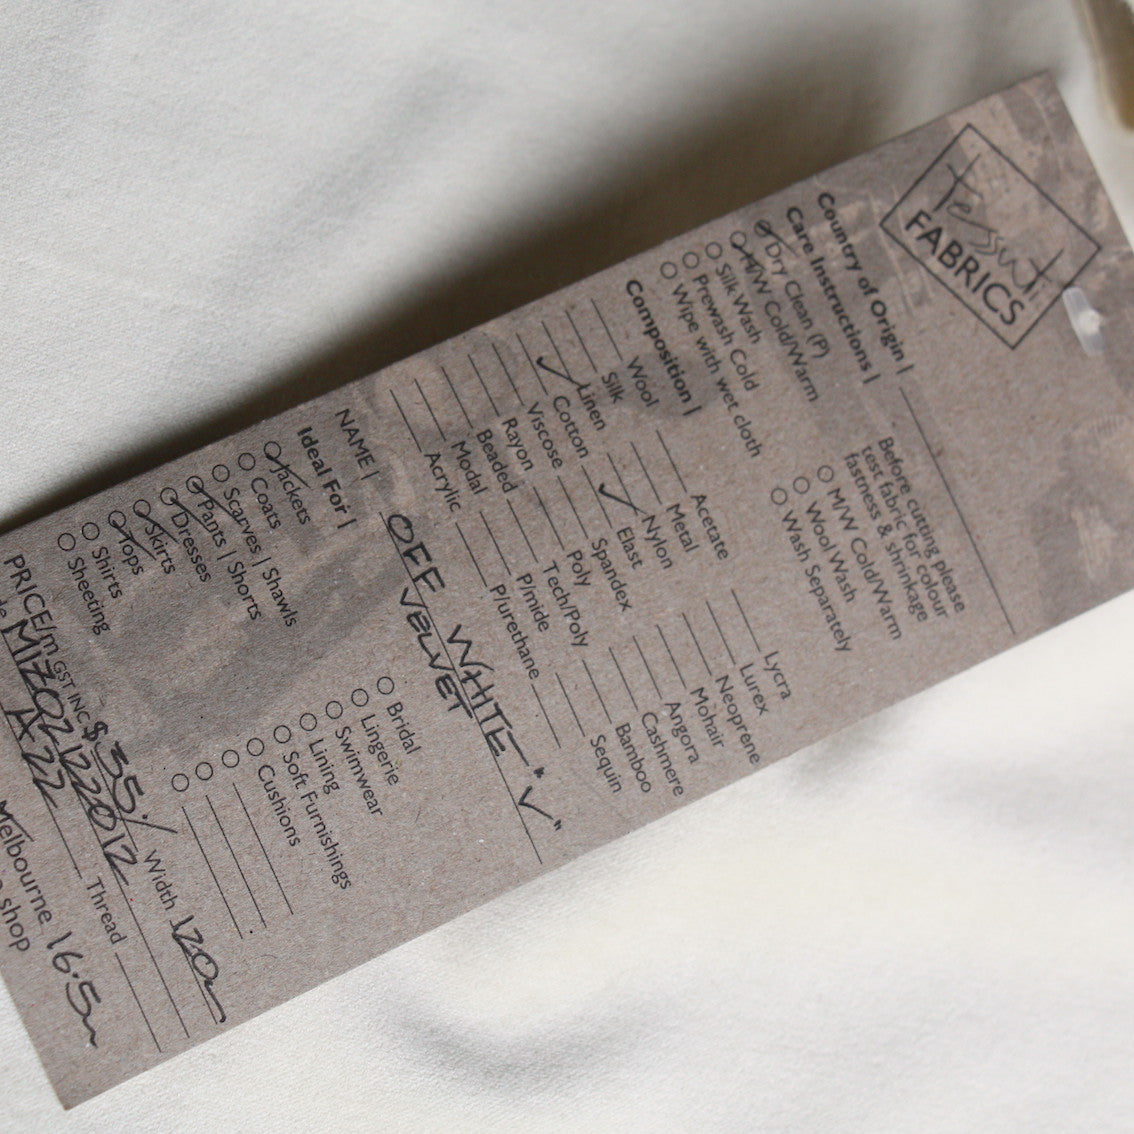 tessuti
FABRICS
Country of Origin |
Care Instructions |
Dry Clean (P)
M/W Cold/Warm
Silk Wash
Prewash Cold
Wipe with wet cloth
Before cutting please
test fabric for colour
fastness & shrinkage
M/W Cold/Warm
Wool Wash
Wash Separately
Composition |
Wool
Silk
Linen
Cotton
Viscose
Rayon
Beaded
Modal
Acrylic
Acetate
Metal
Nylon
Elast
Spandex
Poly
Tech/Poly
P/mide
P/urethane
Lycra
Lurex
Neoprene
Mohair
Angora
Cashmere
Bamboo
Sequin
NAME | OFF WHITE "V"
VELVET
Ideal For |
Jackets
Coats
Scarves | Shawls
Pants | Shorts
Dresses
Skirts
Tops
Shirts
Sheeting
Bridal
Lingerie
Swimwear
Lining
Soft Furnishings
Cushions
PRICE/m GST INC $35./ Width 120
MIZ02122012
A22 Thread
Melbourne 16.5m
shop